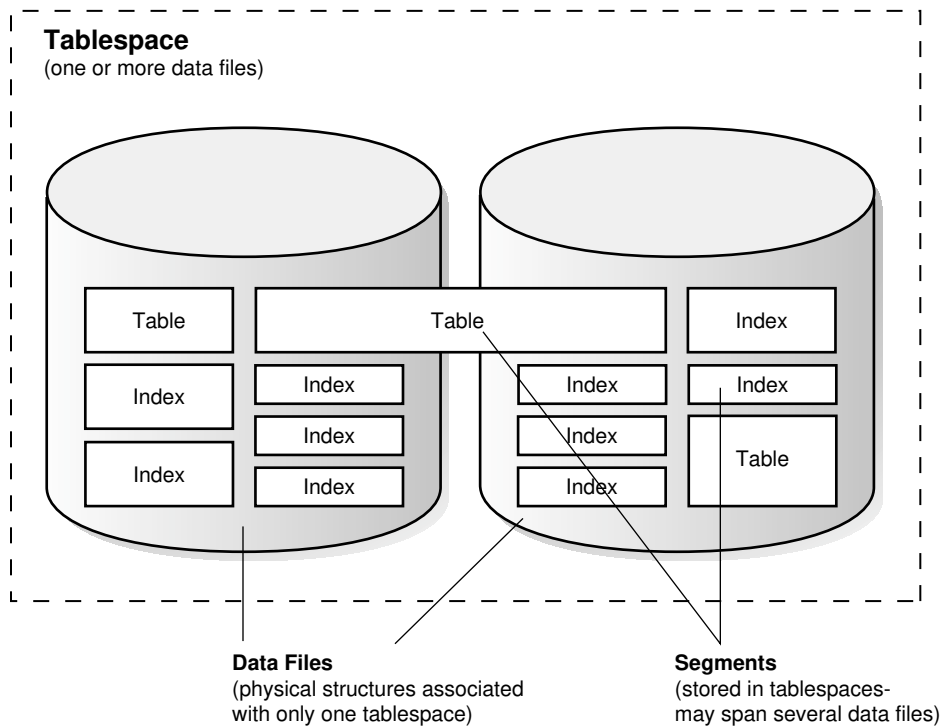 Tablespace
(one or more data files)
Table
Table
Index
Index
Index
Index
Index
Index
Index
Index
Index
Index
Index
Table
Data Files
(physical structures associated
with only one tablespace)
Segments
(stored in tablespaces-
may span several data files)